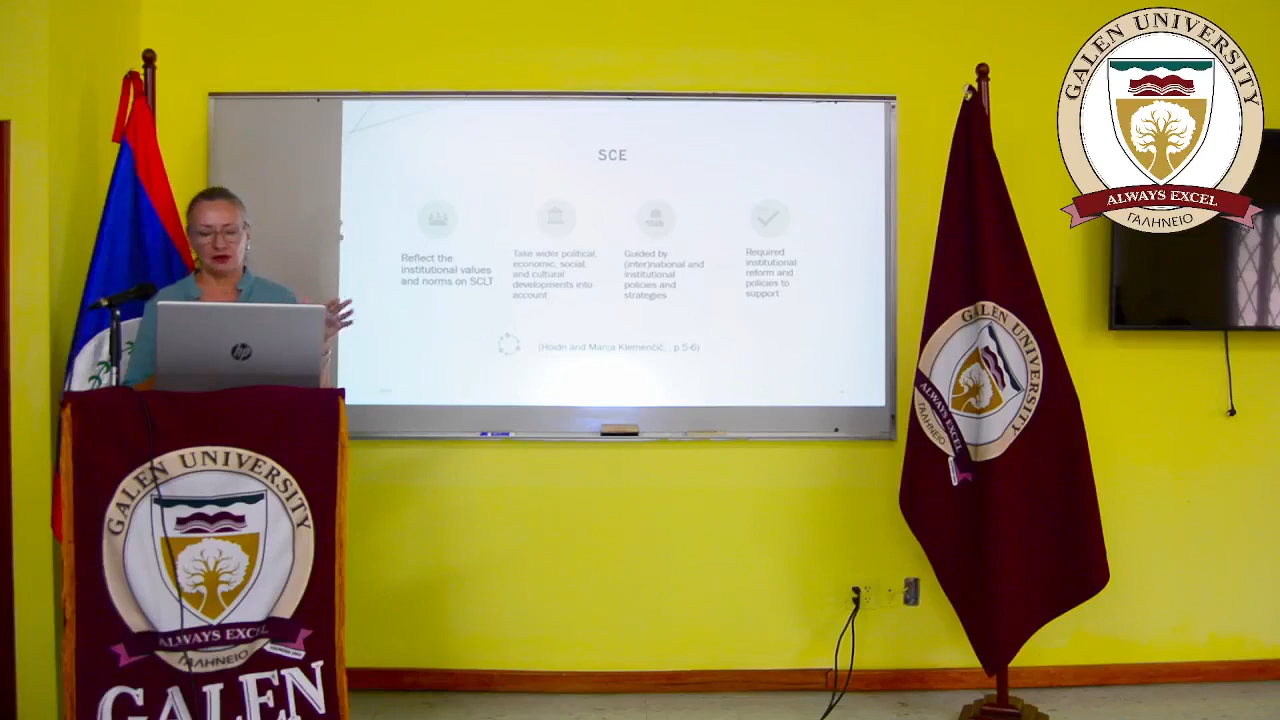 GALEN UNIVERSITY
ALWAYS EXCEL
ΓΑΛΗΝΕΙΟ
SCE
Reflect the
institutional values
and norms on SCLT
Take wider political,
economic, social,
and cultural
developments into
account
Guided by
(inter)national and
institutional
policies and
strategies
Required
institutional
reform and
policies to
support
(Hoidn and Manja Klemenčič, p 5-6)
hp
GALEN UNIVERSITY
ALWAYS EXCEL
ΓΑΛΗΝΕΙΟ
GALEN UNIVERSITY
ALWAYS EXCEL
ΓΑΛΗΝΕΙΟ
GALEN